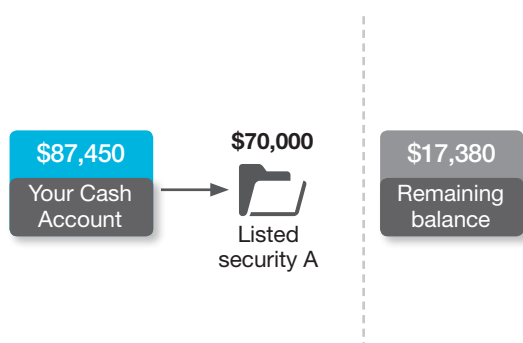 $87,450
Your Cash
Account
$70,000
Listed
security A
$17,380
Remaining
balance